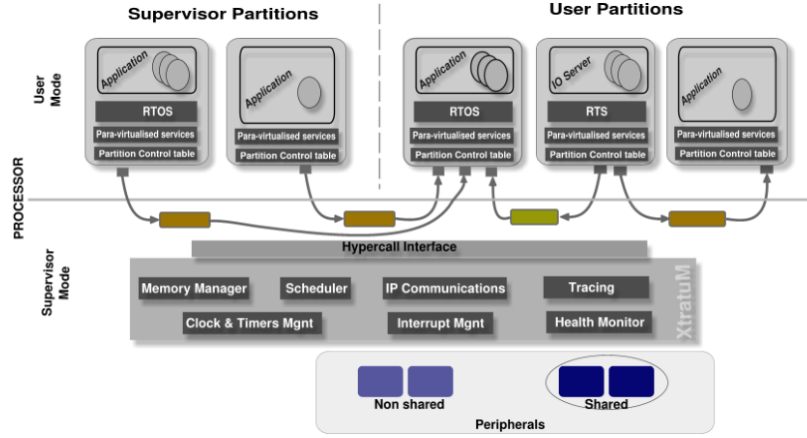 Supervisor Partitions
User Partitions
User
Mode
Application
Application
Application
IO Server
Application
RTOS
RTOS
RTS
Para-virtualised services
Para-virtualised services
Para-virtualised services
Para-virtualised services
Para-virtualised services
Partition Control table
Partition Control table
Partition Control table
Partition Control table
Partition Control table
PROCESSOR
Supervisor
Mode
Hypercall Interface
Memory Manager
Scheduler
IP Communications
Tracing
Clock & Timers Mgnt
Interrupt Mgnt
Health Monitor
XtratuM
Non shared
Shared
Peripherals